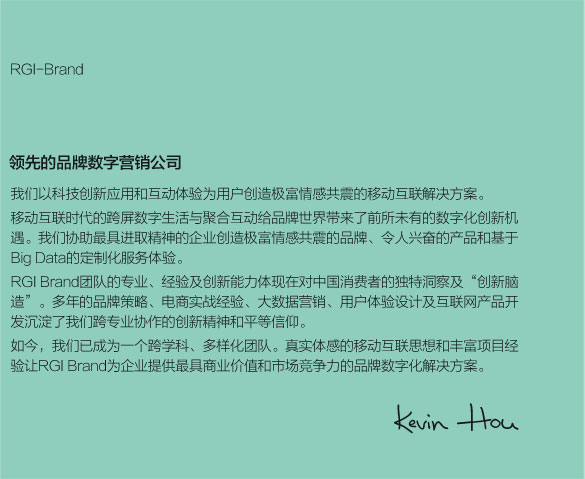 RGI-Brand
领先的品牌数字营销公司
我们以科技创新应用和互动体验为用户创造极富情感共震的移动互联解决方案。
移动互联时代的跨屏数字生活与聚合互动给品牌世界带来了前所未有的数字化创新机
遇。我们协助最具进取精神的企业创造极富情感共震的品牌、令人兴奋的产品和基于
Big Data的定制化服务体验。
RGI Brand团队的专业、经验及创新能力体现在对中国消费者的独特洞察及“创新脑
造”。多年的品牌策略、电商实战经验、大数据营销、用户体验设计及互联网产品开
发沉淀了我们跨专业协作的创新精神和平等信仰。
如今，我们已成为一个跨学科、多样化团队。真实体感的移动互联思想和丰富项目经
验让RGI Brand为企业提供最具商业价值和市场竞争力的品牌数字化解决方案。
Kevin Hou